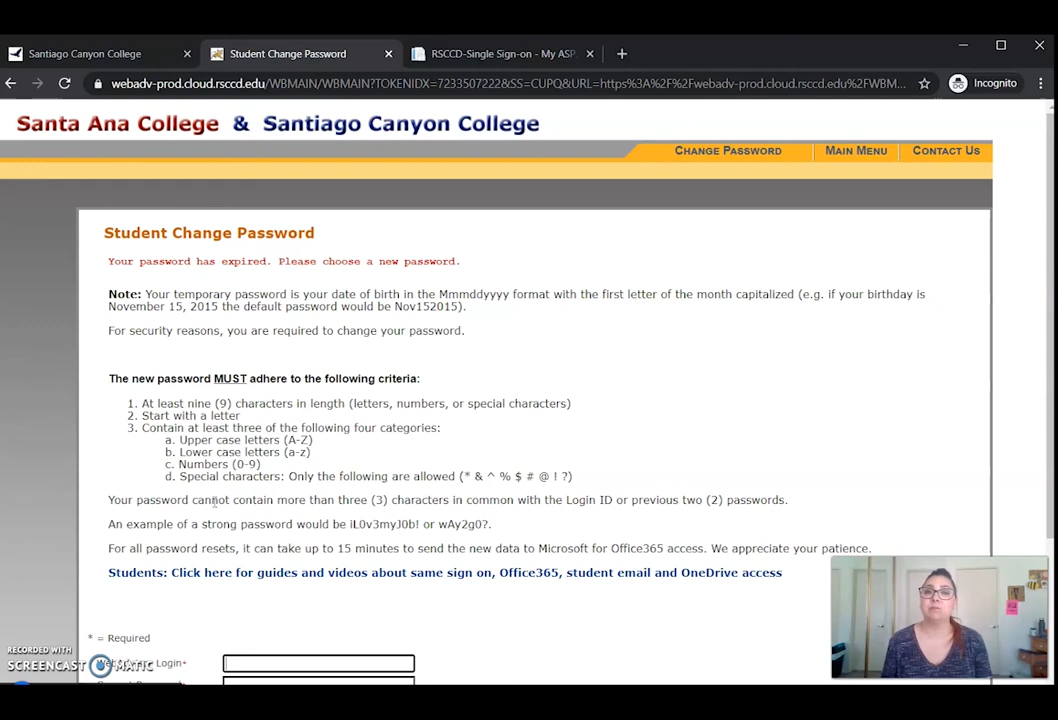 Santiago Canyon College
Student Change Password
RSCCD-Single Sign-on - My ASP.
webadv-prod.cloud.rsccd.edu/WBMAIN/WBMAIN?TOKENIDX=7233507222&SS=CUPQ&URL=https%3A%2F%2Fwebadv-prod.cloud.rsccd.edu%2FWBM...
Incognito
Santa Ana College & Santiago Canyon College
CHANGE PASSWORD MAIN MENU CONTACT US
Student Change Password
Your password has expired. Please choose a new password.
Note: Your temporary password is your date of birth in the Mmmddyyyy format with the first letter of the month capitalized (e.g. if your birthday is
November 15, 2015 the default password would be Nov152015).
For security reasons, you are required to change your password.
The new password MUST adhere to the following criteria:
1. At least nine (9) characters in length (letters, numbers, or special characters)
2. Start with a letter
3. Contain at least three of the following four categories:
a. Upper case letters (A-Z)
b. Lower case letters (a-z)
c. Numbers (0-9)
d. Special characters: Only the following are allowed (* & ^ % $ # @ ! ?)
Your password cannot contain more than three (3) characters in common with the Login ID or previous two (2) passwords.
An example of a strong password would be iL0v3myJ0b! or wAy2g0?.
For all password resets, it can take up to 15 minutes to send the new data to Microsoft for Office365 access. We appreciate your patience.
Students: Click here for guides and videos about same sign on, Office365, student email and OneDrive access
* = Required
Login*
RECORDED WITH
SCREENCAST MATIC